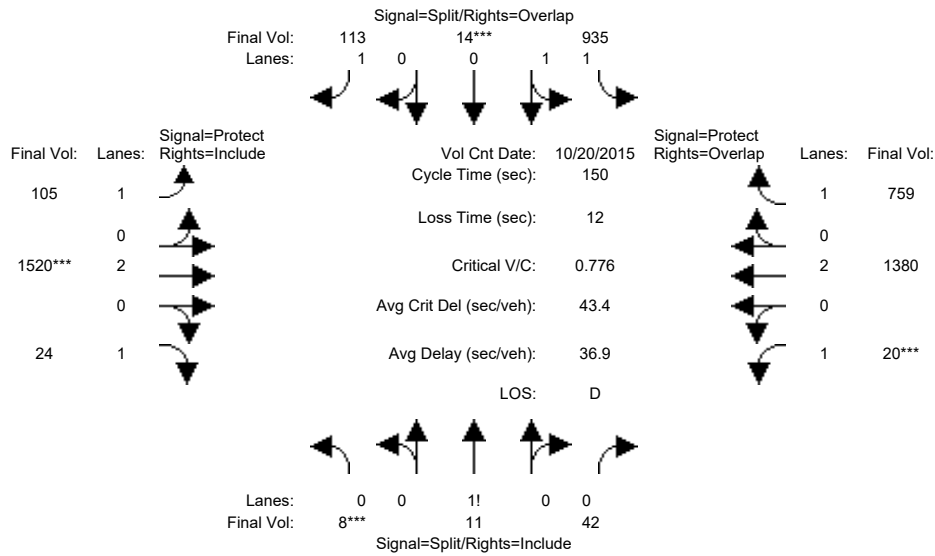 Signal=Split/Rights=Overlap
Final Vol: 113 14*** 935
Lanes: 1 0 0 1 1
Signal=Protect
Final Vol: Lanes: Rights=Include
Vol Cnt Date: 10/20/2015
Signal=Protect
Rights=Overlap Lanes: Final Vol:
Cycle Time (sec): 150
105 1
1 759
Loss Time (sec): 12
0
0
1520*** 2
Critical V/C: 0.776
2 1380
0
Avg Crit Del (sec/veh): 43.4
0
24 1
Avg Delay (sec/veh): 36.9
1 20***
LOS: D
Lanes: 0 0 1! 0 0
Final Vol: 8*** 11 42
Signal=Split/Rights=Include